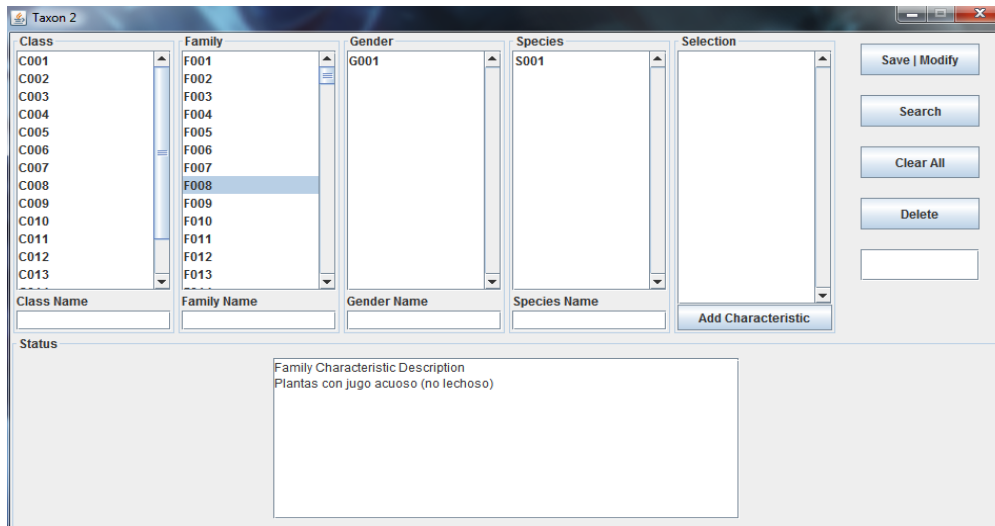 Taxon 2
Class
C001
C002
C003
C004
C005
C006
C007
C008
C009
C010
C011
C012
C013
Class Name
Family
F001
F002
F003
F004
F005
F006
F007
F008
F009
F010
F011
F012
F013
Family Name
Gender
G001
Gender Name
Species
S001
Species Name
Selection
Add Characteristic
Save | Modify
Search
Clear All
Delete
Status
Family Characteristic Description
Plantas con jugo acuoso (no lechoso)